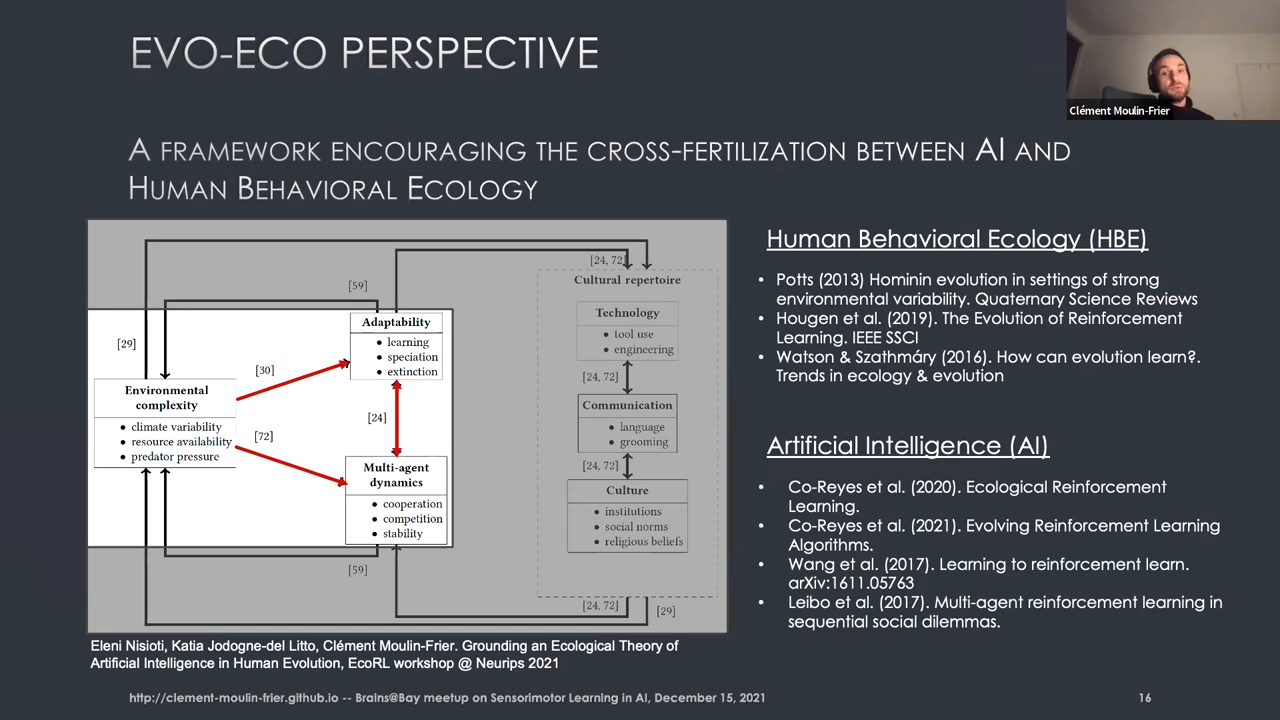 EVO-ECO PERSPECTIVE
Clément Moulin-Frier
A FRAMEWORK ENCOURAGING THE CROSS-FERTILIZATION BETWEEN AI AND
HUMAN BEHAVIORAL ECOLOGY
[24, 72]
Cultural repertoire
[59]
Technology
• tool use
• engineering
Adaptability
• learning
• speciation
• extinction
[29]
[30]
[24, 72]
Environmental
complexity
• climate variability
• resource availability
• predator pressure
Communication
• language
• grooming
[24]
[72]
[24, 72]
Multi-agent
dynamics
• cooperation
• competition
• stability
Culture
• institutions
• social norms
• religious beliefs
[59]
[24, 72]
[29]
Eleni Nisioti, Katia Jodogne-del Litto, Clément Moulin-Frier. Grounding an Ecological Theory of
Artificial Intelligence in Human Evolution, EcoRL workshop @ Neurips 2021
Human Behavioral Ecology (HBE)
• Potts (2013) Hominin evolution in settings of strong
environmental variability. Quaternary Science Reviews
• Hougen et al. (2019). The Evolution of Reinforcement
Learning. IEEE SSCI
• Watson & Szathmáry (2016). How can evolution learn?.
Trends in ecology & evolution
Artificial Intelligence (AI)
• Co-Reyes et al. (2020). Ecological Reinforcement
Learning.
• Co-Reyes et al. (2021). Evolving Reinforcement Learning
Algorithms.
• Wang et al. (2017). Learning to reinforcement learn.
arXiv:1611.05763
• Leibo et al. (2017). Multi-agent reinforcement learning in
sequential social dilemmas.
http://clement-moulin-frier.github.io -- Brains@Bay meetup on Sensorimotor Learning in AI, December 15, 2021
16